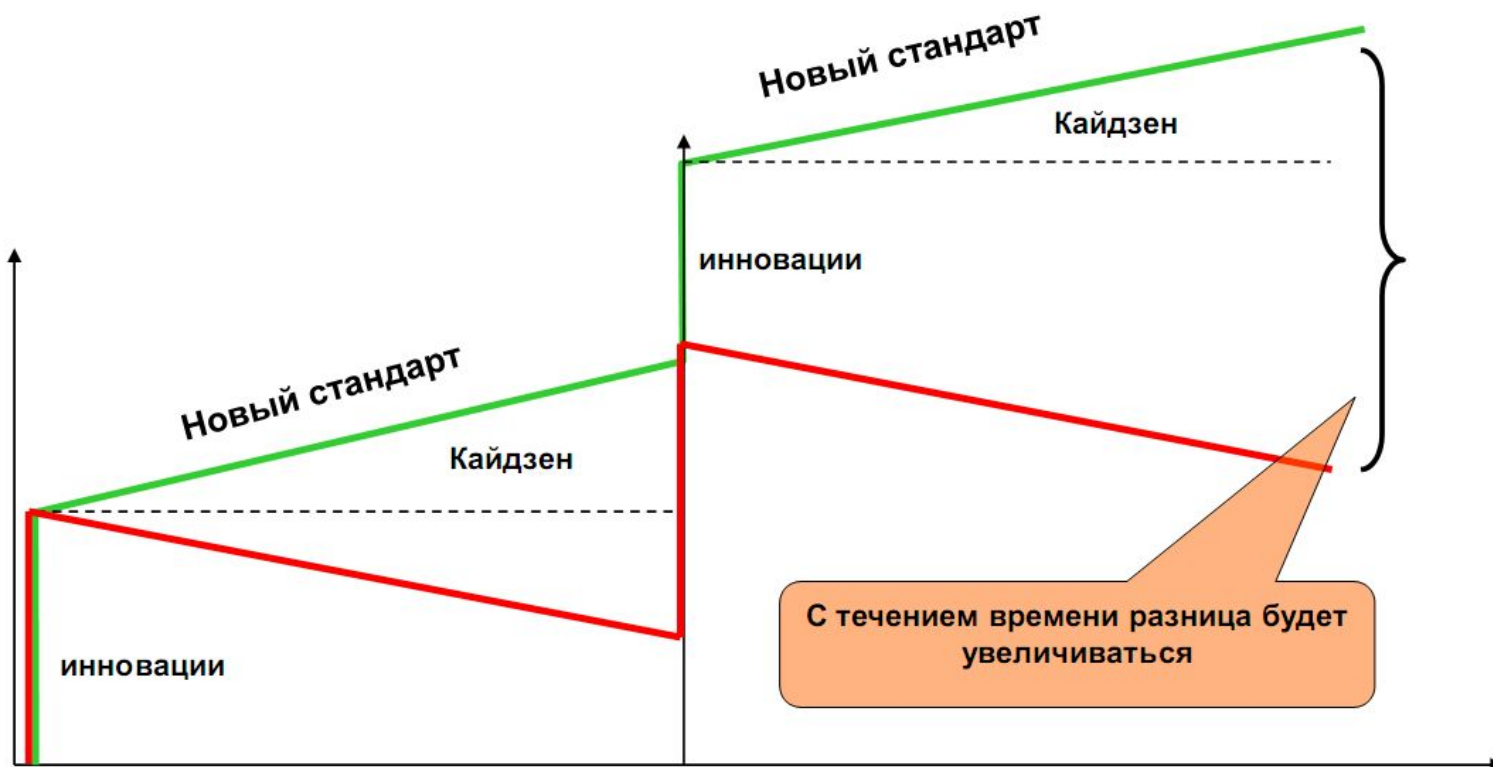 Новый стандарт
Кайдзен
инновации
Новый стандарт
Кайдзен
инновации
С течением времени разница будет
увеличиваться